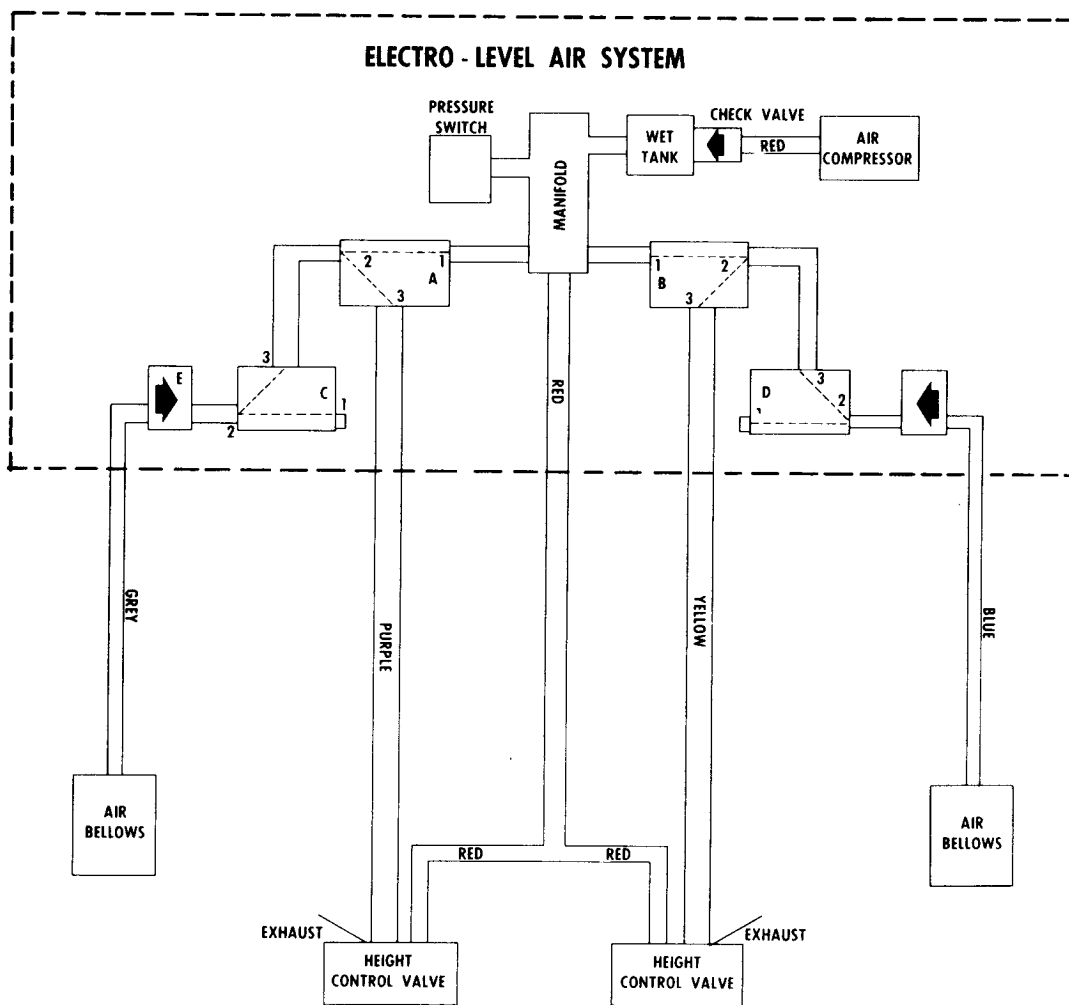 ELECTRO - LEVEL AIR SYSTEM
PRESSURE
SWITCH
MANIFOLD
WET
TANK
CHECK VALVE
RED
AIR
COMPRESSOR
2
1
A
3
1
2
B
3
E
3
C
1
2
D
3
2
1
RED
GREY
PURPLE
YELLOW
BLUE
AIR
BELLOWS
AIR
BELLOWS
RED
RED
EXHAUST
HEIGHT
CONTROL VALVE
EXHAUST
HEIGHT
CONTROL VALVE